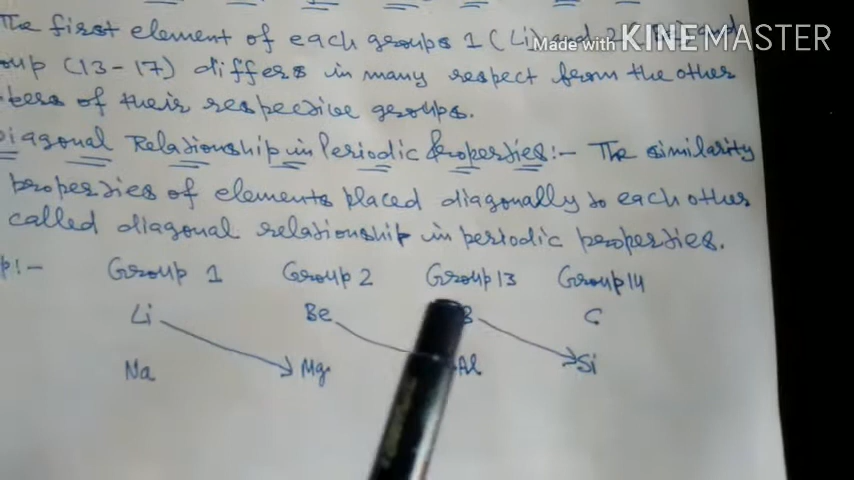 The first element of each groups 1 (Li) and
Made with KINEMASTER
(13-17) differs in many respect from the other
of their respective groups.
Diagonal Relationship in Periodic Properties:- The similarity
properties of elements placed diagonally to each other
called diagonal relationship in periodic properties.
Group 1 Group 2 Group 13 Group 14
Li Be B C
Na Mg Al Si